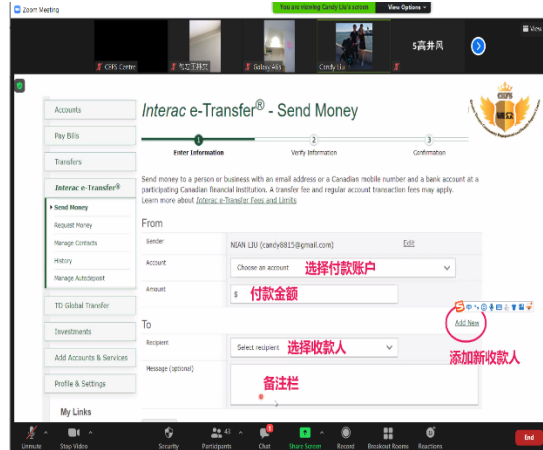 Zoom Meeting
You are viewing Candy Liu's screen
View Options
View
CEFS Centre
Galaxy A8s
Candy Liu
5高井风
CEFS
Accounts
Pay Bills
Transfers
Interac e-Transfer®
Send Money
Request Money
Manage Contacts
History
Manage Autodeposit
TD Global Transfer
Investments
Add Accounts & Services
Profile & Settings
My Links
Interac e-Transfer® - Send Money
1
2
3
Enter Information
Verify Information
Confirmation
Send money to a person or business with an email address or a Canadian mobile number and a bank account at a
participating Canadian financial institution. A transfer fee and regular account transaction fees may apply.
Learn more about Interac e-Transfer Fees and Limits
From
Sender
NIAN LIU (candy8815@gmail.com)
Edit
Account
Choose an account
选择付款账户
Amount
$
付款金额
中
To
Add New
Recipient
Select recipient
选择收款人
添加新收款人
Message (optional)
备注栏
Unmute
Stop Video
Security
Participants
43
Chat
Share Screen
Record
Breakout Rooms
Reactions
End